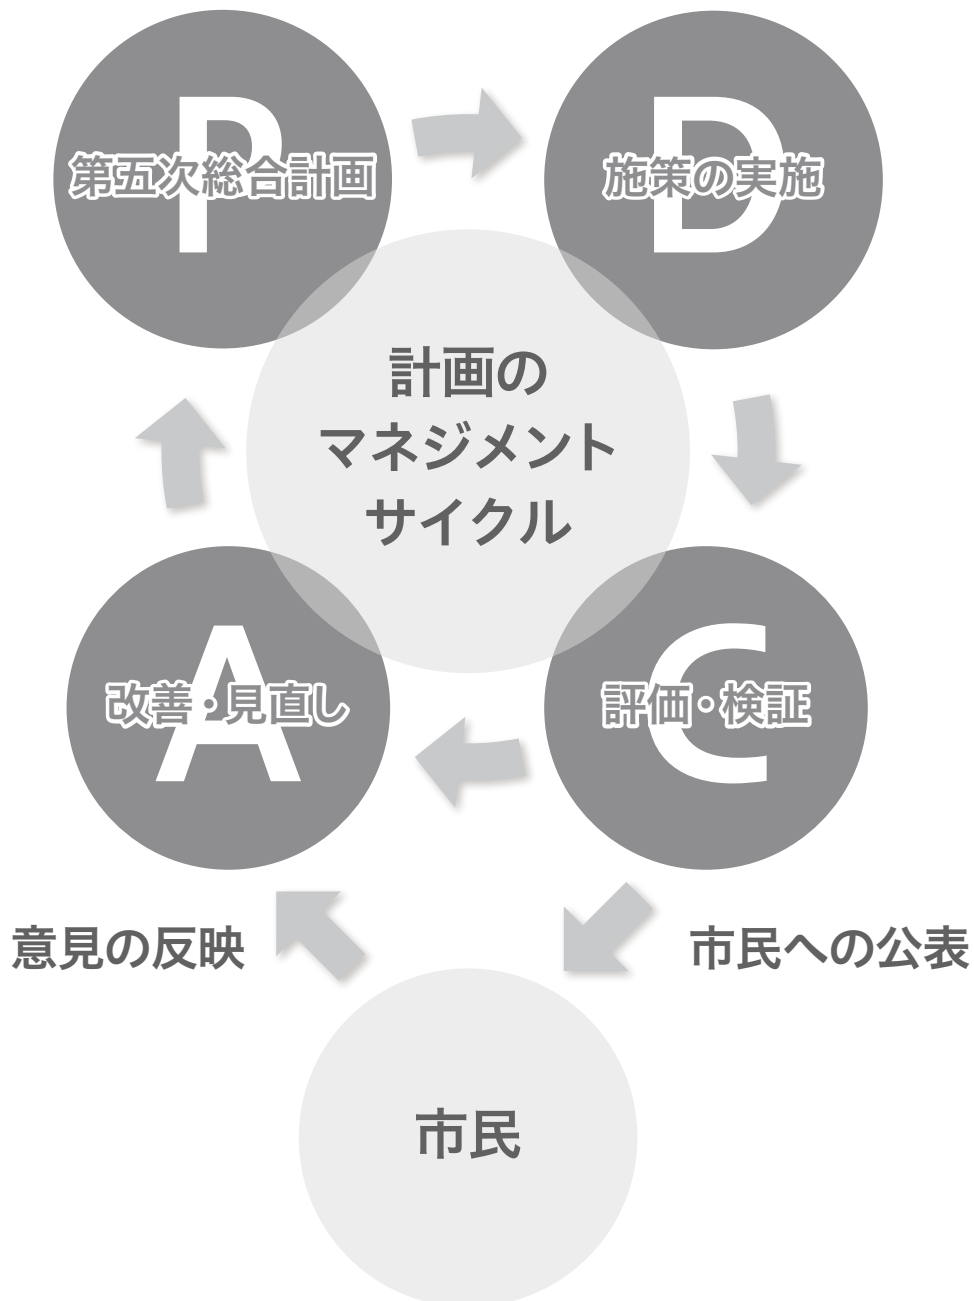 P
第五次総合計画
D
施策の実施
計画の
マネジメント
サイクル
A
改善・見直し
C
評価・検証
意見の反映
市民への公表
市民